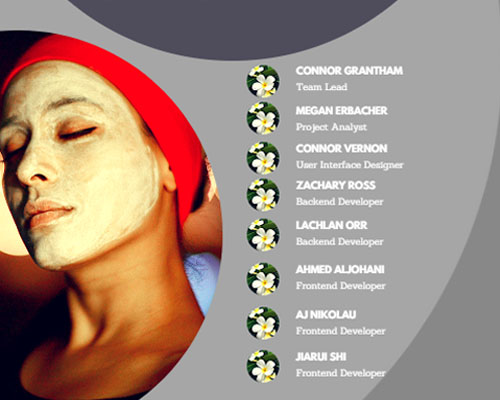 CONNOR GRANTHAM
Team Lead
MEGAN ERBACHER
Project Analyst
CONNOR VERNON
User Interface Designer
ZACHARY ROSS
Backend Developer
LACHLAN ORR
Backend Developer
AHMED ALJOHANI
Frontend Developer
AJ NIKOLAU
Frontend Developer
JIARUI SHI
Frontend Developer